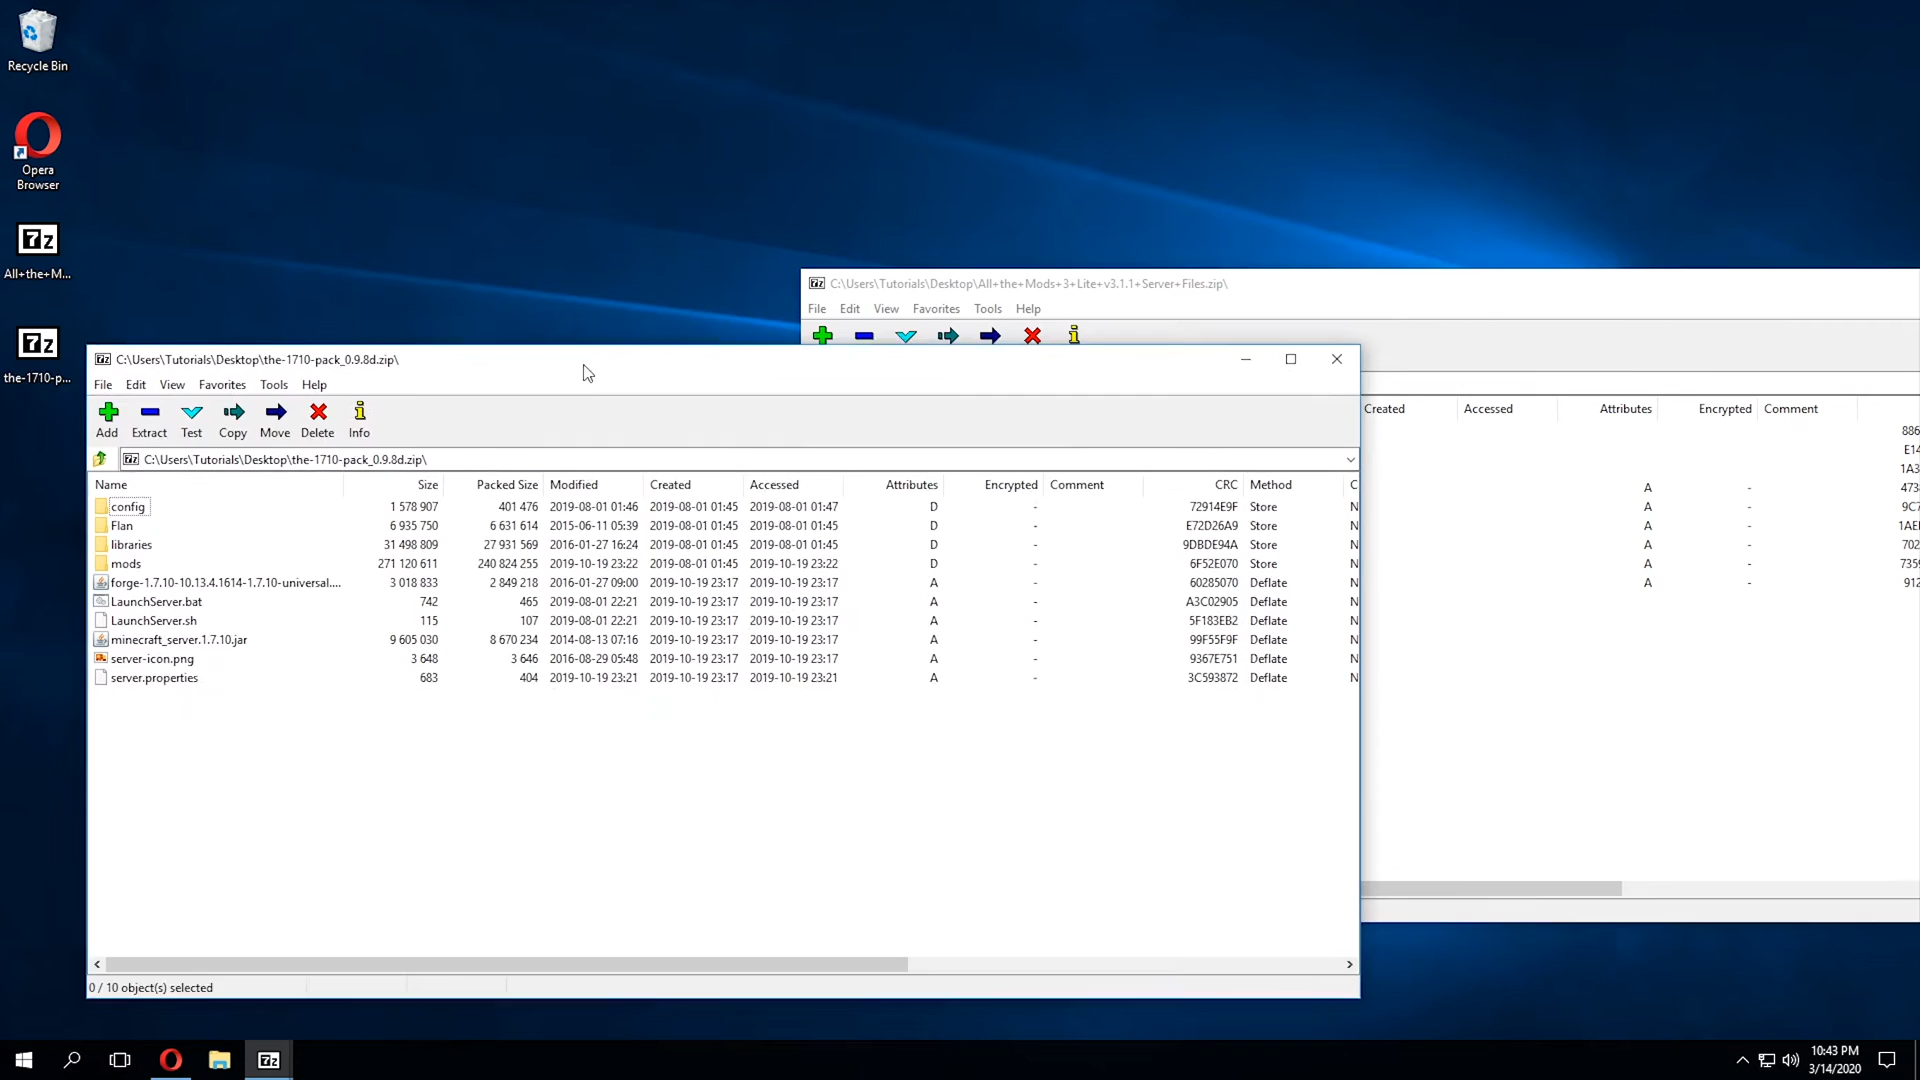 Recycle Bin
Opera
Browser
All+the+M...
the-1710-p...
C:\Users\Tutorials\Desktop\All+the+Mods+3+Lite+v3.1.1+Server+Files.zip\
File Edit View Favorites Tools Help
Created Accessed Attributes Encrypted Comment
886
E14
1A3
A - 473
A - 9C7
A - 1AE
A - 702
A - 735
A - 912
C:\Users\Tutorials\Desktop\the-1710-pack_0.9.8d.zip\
File Edit View Favorites Tools Help
Add Extract Test Copy Move Delete Info
C:\Users\Tutorials\Desktop\the-1710-pack_0.9.8d.zip\
Name Size Packed Size Modified Created Accessed Attributes Encrypted Comment CRC Method C
config 1 578 907 401 476 2019-08-01 01:46 2019-08-01 01:45 2019-08-01 01:47 D - 72914E9F Store N
Flan 6 935 750 6 631 614 2015-06-11 05:39 2019-08-01 01:45 2019-08-01 01:45 D - E72D26A9 Store N
libraries 31 498 809 27 931 569 2016-01-27 16:24 2019-08-01 01:45 2019-08-01 01:45 D - 9DBDE94A Store N
mods 271 120 611 240 824 255 2019-10-19 23:22 2019-08-01 01:45 2019-10-19 23:22 D - 6F52E070 Store N
forge-1.7.10-10.13.4.1614-1.7.10-universal.... 3 018 833 2 849 218 2016-01-27 09:00 2019-10-19 23:17 2019-10-19 23:17 A - 60285070 Deflate N
LaunchServer.bat 742 465 2019-08-01 22:21 2019-10-19 23:17 2019-10-19 23:17 A - A3C02905 Deflate N
LaunchServer.sh 115 107 2019-08-01 22:21 2019-10-19 23:17 2019-10-19 23:17 A - 5F183EB2 Deflate N
minecraft_server.1.7.10.jar 9 605 030 8 670 234 2014-08-13 07:16 2019-10-19 23:17 2019-10-19 23:17 A - 99F55F9F Deflate N
server-icon.png 3 648 3 646 2016-08-29 05:48 2019-10-19 23:17 2019-10-19 23:17 A - 9367E751 Deflate N
server.properties 683 404 2019-10-19 23:21 2019-10-19 23:17 2019-10-19 23:21 A - 3C593872 Deflate N
0 / 10 object(s) selected
10:43 PM
3/14/2020